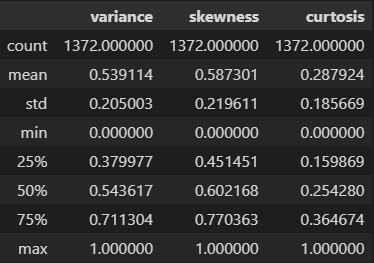 variance skewness curtosis
count 1372.000000 1372.000000 1372.000000
mean 0.539114 0.587301 0.287924
std 0.205003 0.219611 0.185669
min 0.000000 0.000000 0.000000
25% 0.379977 0.451451 0.159869
50% 0.543617 0.602168 0.254280
75% 0.711304 0.770363 0.364674
max 1.000000 1.000000 1.000000